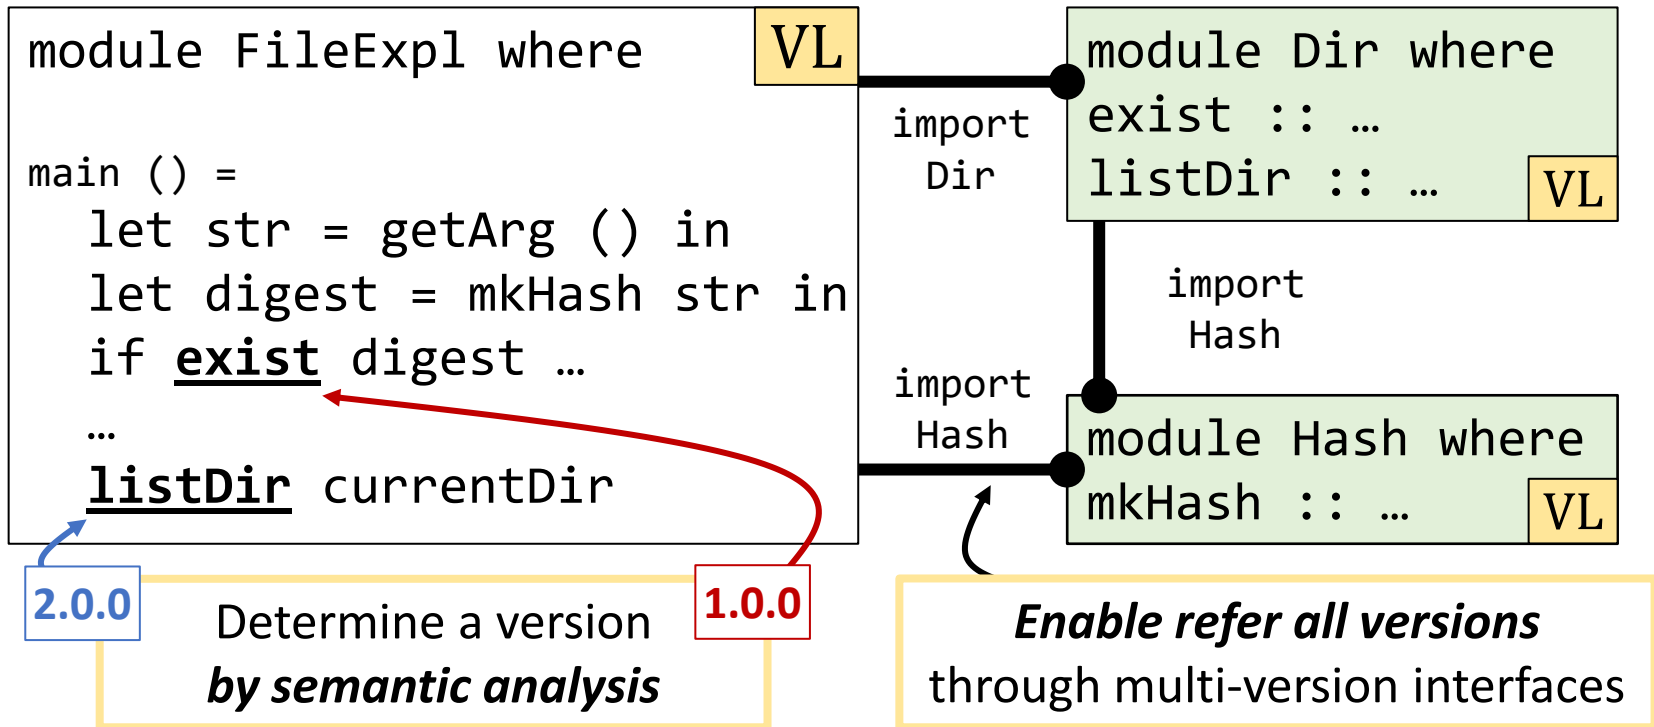 module FileExpl where
VL
main () =
let str = getArg () in
let digest = mkHash str in
if exist digest …
…
listDir currentDir
import
Dir
module Dir where
exist :: …
listDir :: …
VL
import
Hash
import
Hash
module Hash where
mkHash :: …
VL
2.0.0
1.0.0
Determine a version
by semantic analysis
Enable refer all versions
through multi-version interfaces